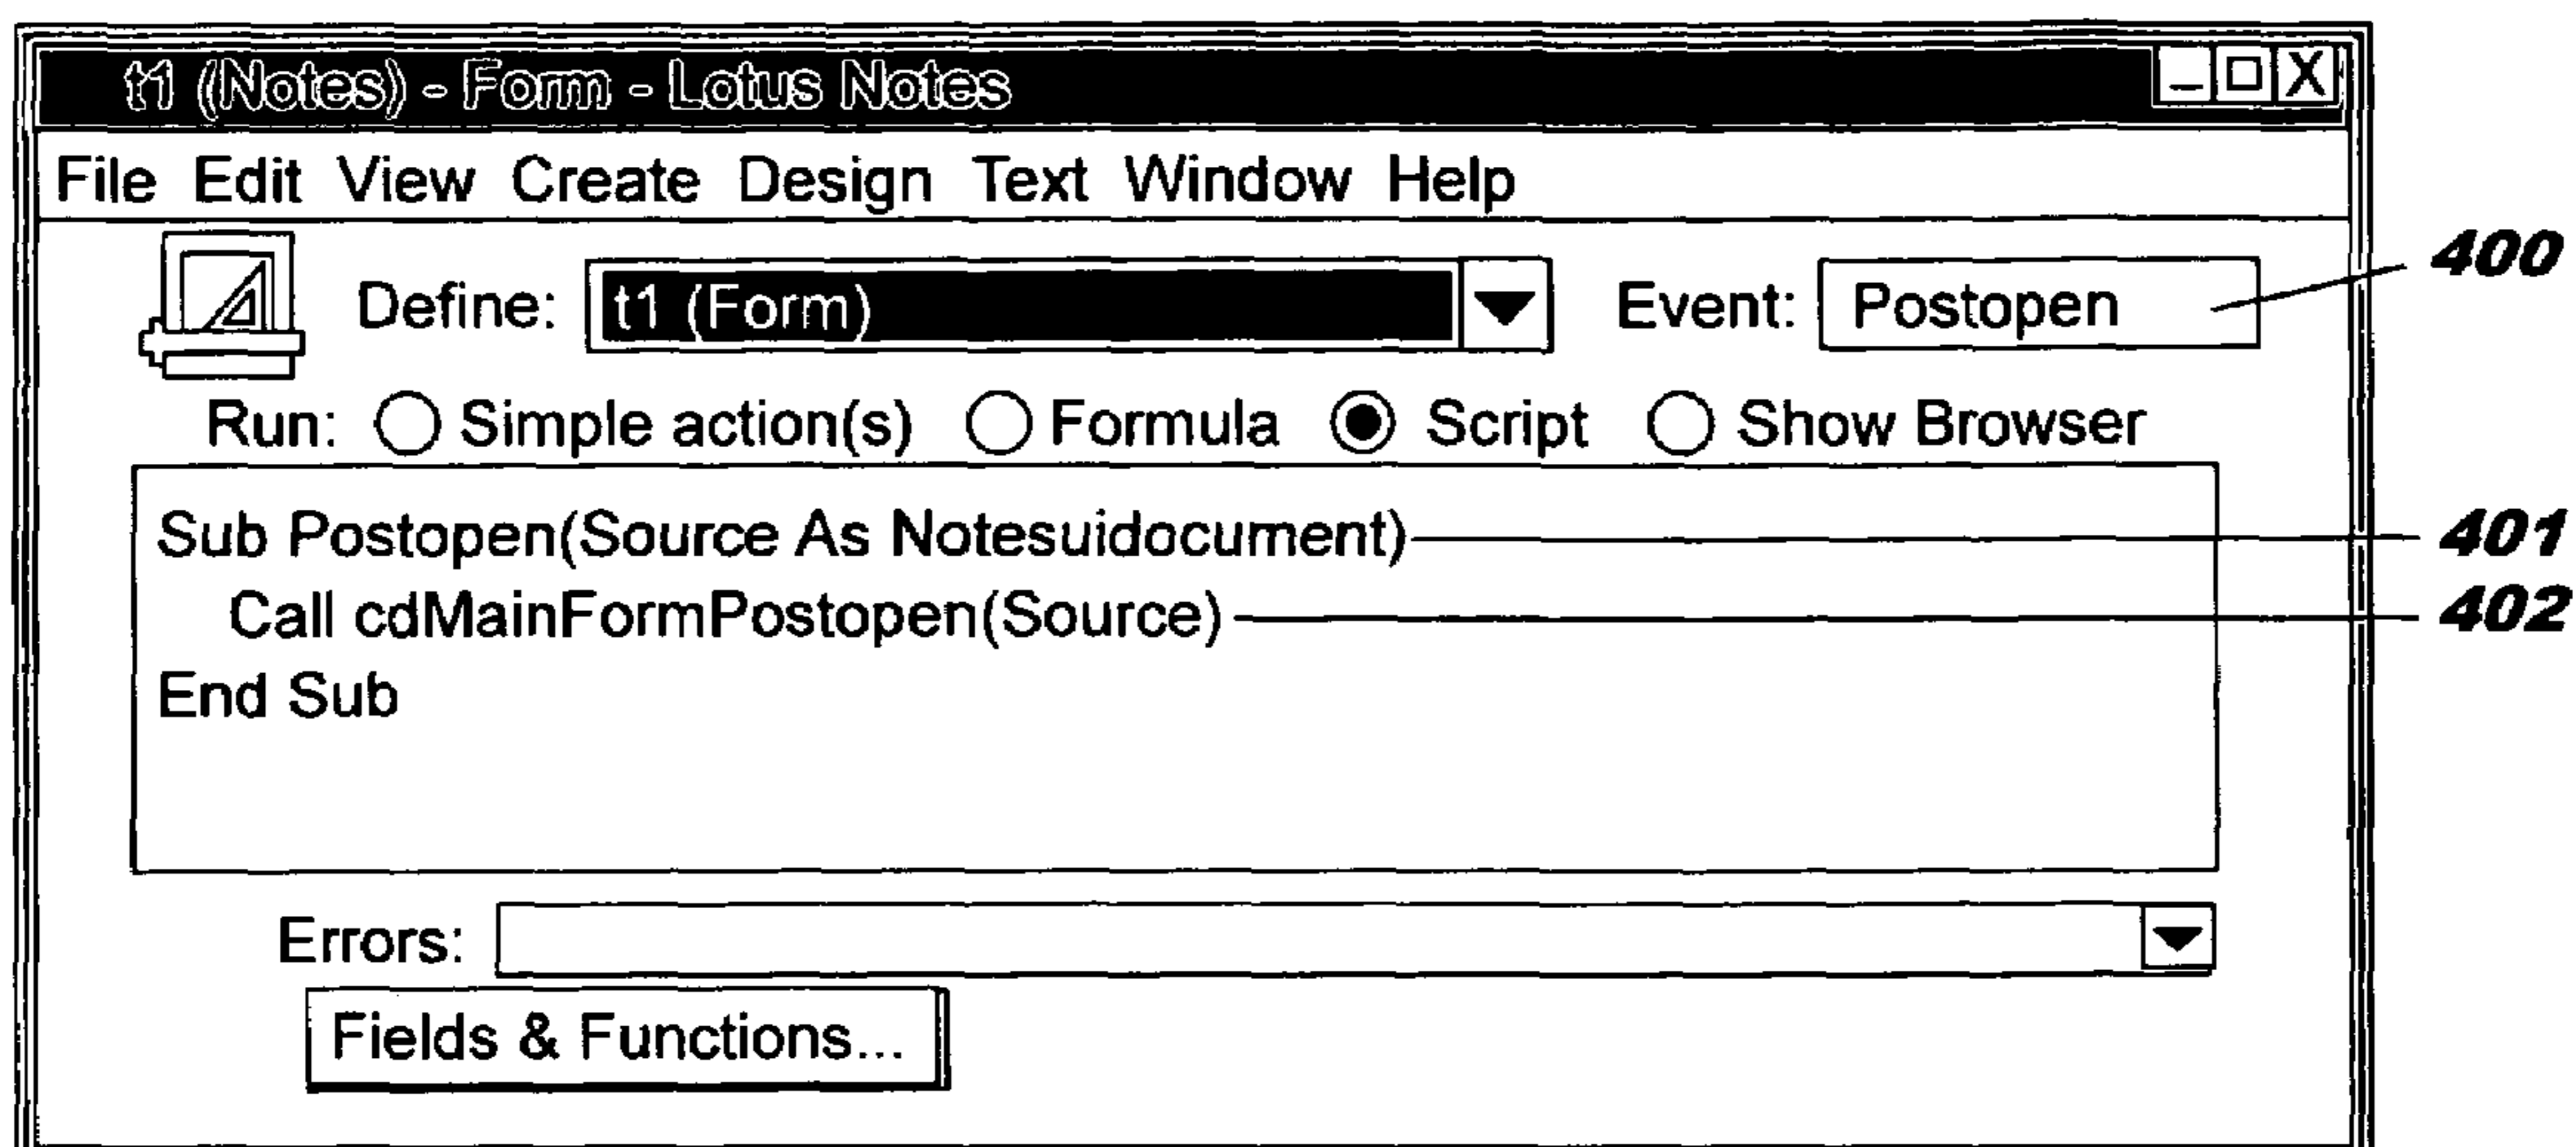 t1 (Notes) - Form - Lotus Notes
File Edit View Create Design Text Window Help
Define: t1 (Form) Event: Postopen 400
Run: Simple action(s) Formula Script Show Browser
Sub Postopen(Source As Notesuidocument) 401
Call cdMainFormPostopen(Source) 402
End Sub
Errors:
Fields & Functions...